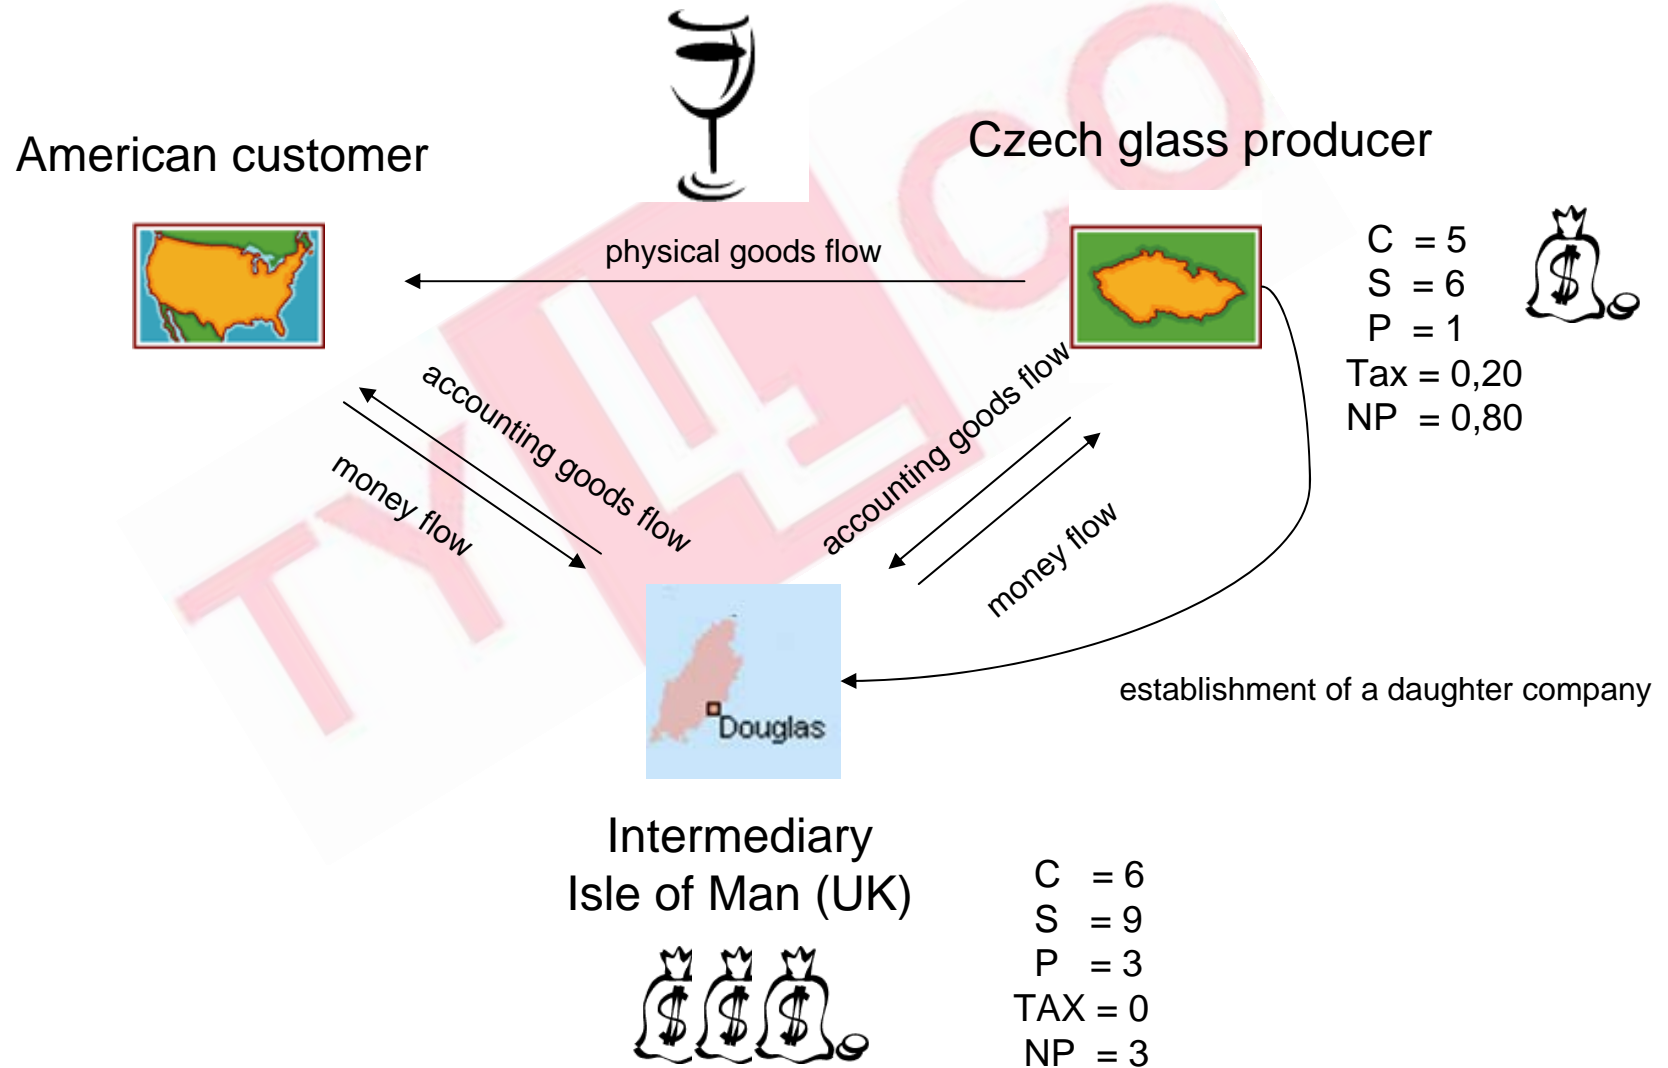 American customer
Czech glass producer
physical goods flow
C = 5
S = 6
P = 1
Tax = 0,20
NP = 0,80
accounting goods flow
money flow
accounting goods flow
money flow
establishment of a daughter company
Douglas
Intermediary
Isle of Man (UK)
C = 6
S = 9
P = 3
TAX = 0
NP = 3
$
$ $ $
TYLE CO